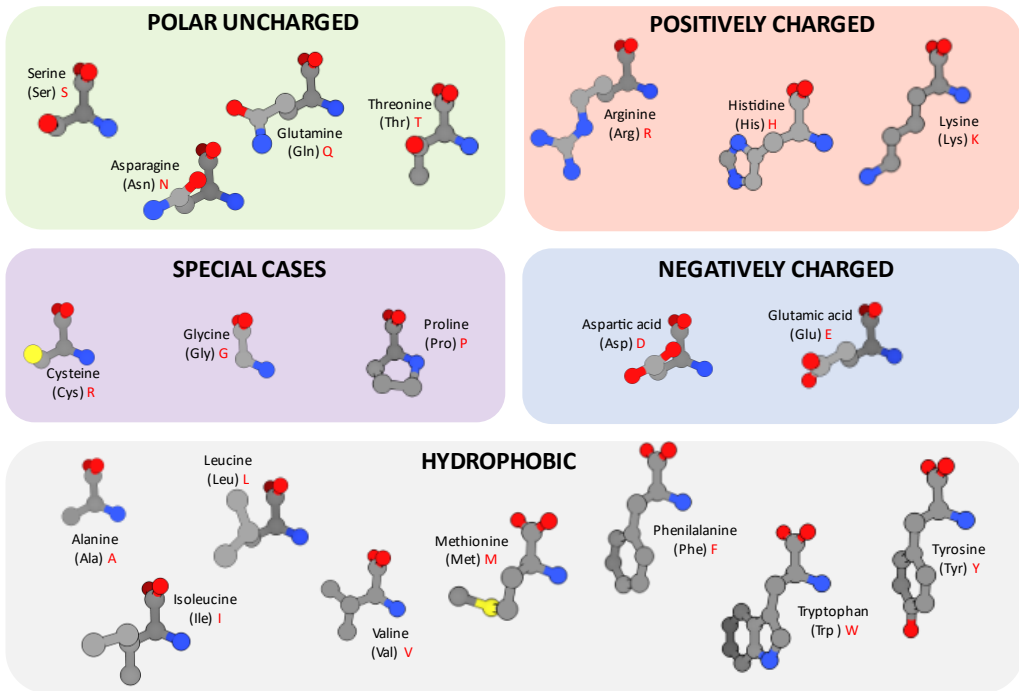 POLAR UNCHARGED
Serine
(Ser) S
Asparagine
(Asn) N
Glutamine
(Gln) Q
Threonine
(Thr) T
POSITIVELY CHARGED
Arginine
(Arg) R
Histidine
(His) H
Lysine
(Lys) K
SPECIAL CASES
Cysteine
(Cys) R
Glycine
(Gly) G
Proline
(Pro) P
NEGATIVELY CHARGED
Aspartic acid
(Asp) D
Glutamic acid
(Glu) E
HYDROPHOBIC
Alanine
(Ala) A
Isoleucine
(Ile) I
Leucine
(Leu) L
Valine
(Val) V
Methionine
(Met) M
Phenilalanine
(Phe) F
Tryptophan
(Trp ) W
Tyrosine
(Tyr) Y